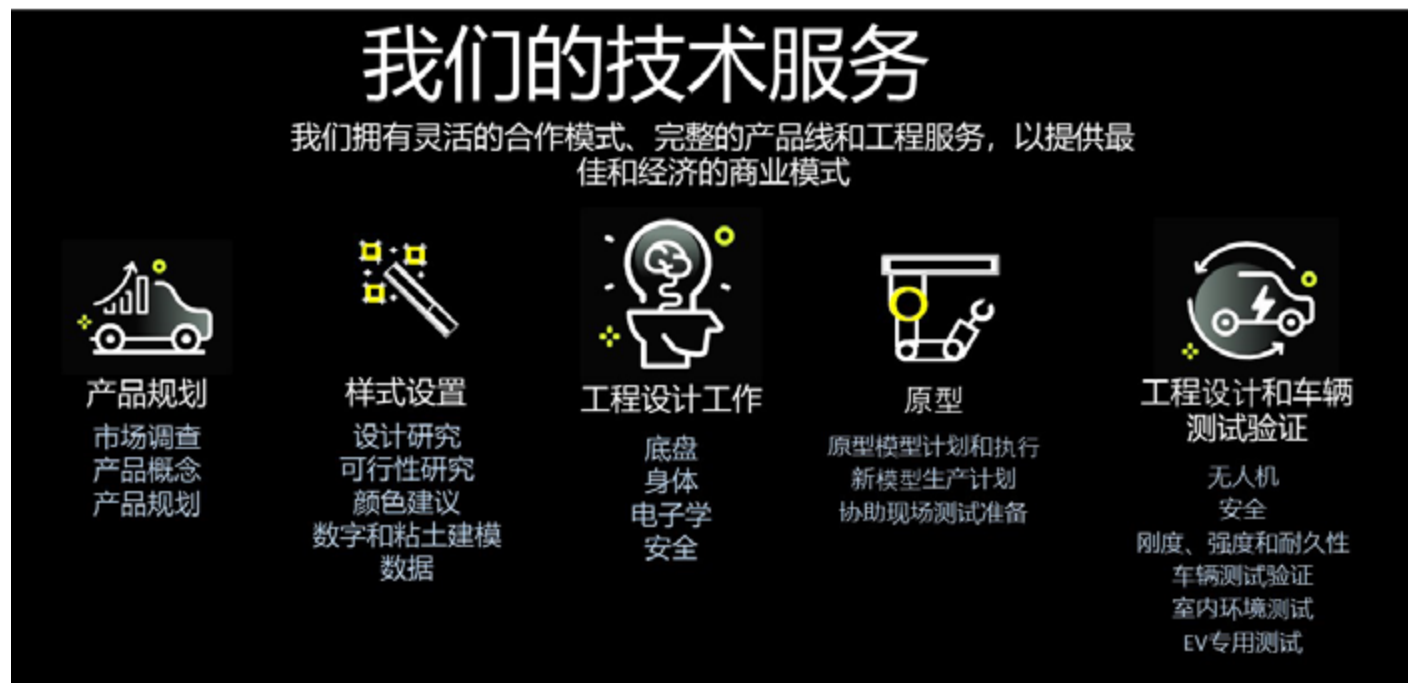 我们的技术服务
我们拥有灵活的合作模式、完整的产品线和工程服务，以提供最
佳和经济的商业模式
产品规划
市场调查
产品概念
产品规划
样式设置
设计研究
可行性研究
颜色建议
数字和粘土建模
数据
工程设计工作
底盘
身体
电子学
安全
原型
原型模型计划和执行
新模型生产计划
协助现场测试准备
工程设计和车辆
测试验证
无人机
安全
刚度、强度和耐久性
车辆测试验证
室内环境测试
EV专用测试